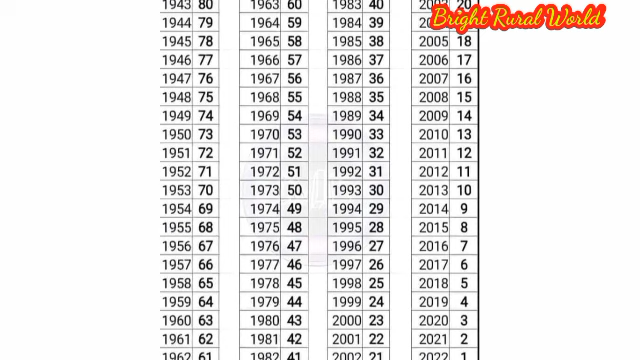 Bright Rural World
1943 80 1963 60 1983 40 2003 20
1944 79 1964 59 1984 39
1945 78 1965 58 1985 38 2005 18
1946 77 1966 57 1986 37 2006 17
1947 76 1967 56 1987 36 2007 16
1948 75 1968 55 1988 35 2008 15
1949 74 1969 54 1989 34 2009 14
1950 73 1970 53 1990 33 2010 13
1951 72 1971 52 1991 32 2011 12
1952 71 1972 51 1992 31 2012 11
1953 70 1973 50 1993 30 2013 10
1954 69 1974 49 1994 29 2014 9
1955 68 1975 48 1995 28 2015 8
1956 67 1976 47 1996 27 2016 7
1957 66 1977 46 1997 26 2017 6
1958 65 1978 45 1998 25 2018 5
1959 64 1979 44 1999 24 2019 4
1960 63 1980 43 2000 23 2020 3
1961 62 1981 42 2001 22 2021 2
1962 61 1982 41 2002 21 2022 1